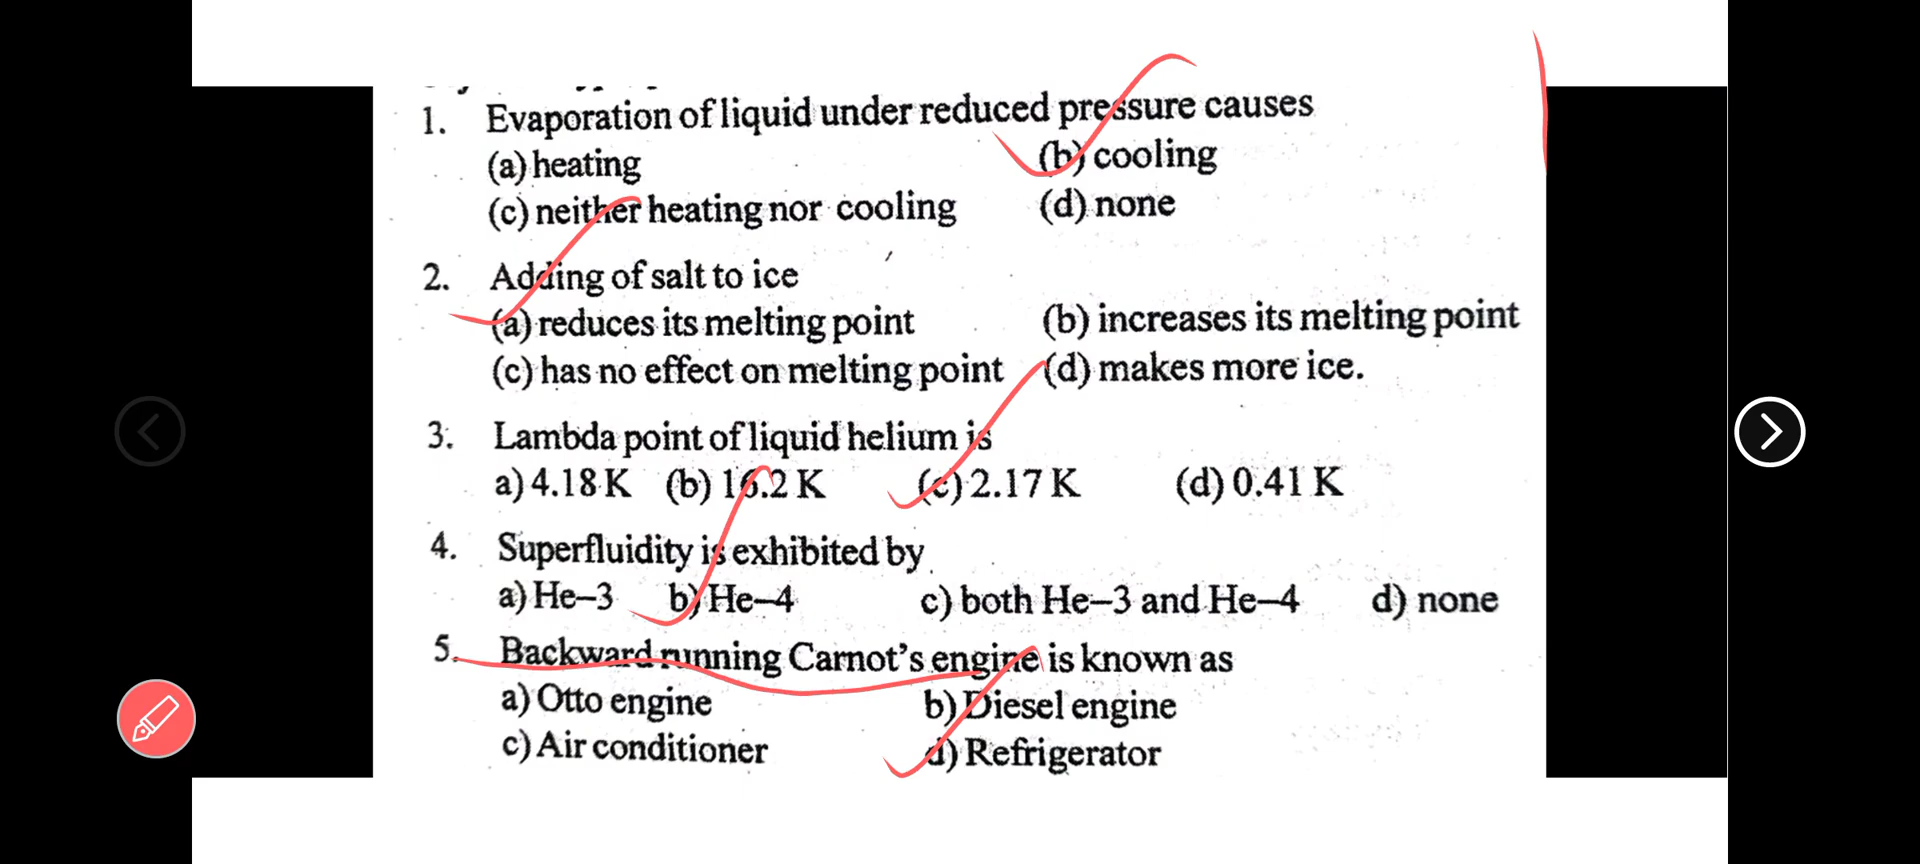 1. Evaporation of liquid under reduced pressure causes
(a) heating (b) cooling
(c) neither heating nor cooling (d) none
2. Adding of salt to ice
(a) reduces its melting point (b) increases its melting point
(c) has no effect on melting point (d) makes more ice.
3. Lambda point of liquid helium is
a) 4.18 K (b) 16.2 K (c) 2.17 K (d) 0.41 K
4. Superfluidity is exhibited by
a) He–3 b) He–4 c) both He–3 and He–4 d) none
5. Backward running Carnot's engine is known as
a) Otto engine b) Diesel engine
c) Air conditioner d) Refrigerator